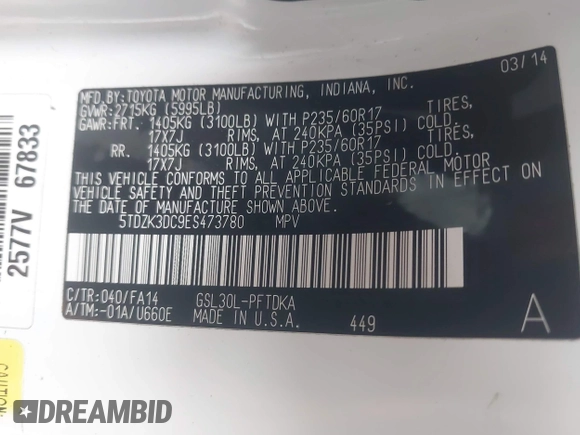 03/14
MFD.BY:TOYOTA MOTOR MANUFACTURING, INDIANA, INC.
GVWR:2715KG (5995LB)
GAWR:FRT. 1405KG (3100LB) WITH P235/60R17 TIRES,
17X7J RIMS, AT 240KPA (35PSI) COLD.
RR. 1405KG (3100LB) WITH P235/60R17 TIRES,
17X7J RIMS, AT 240KPA (35PSI) COLD.
THIS VEHICLE CONFORMS TO ALL APPLICABLE FEDERAL MOTOR
VEHICLE SAFETY AND THEFT PREVENTION STANDARDS IN EFFECT ON
THE DATE OF MANUFACTURE SHOWN ABOVE.
5TDZK3DC9ES473780 MPV
C/TR:040/FA14 GSL30L-PFTDKA
A/TM:-01A/U660E MADE IN U.S.A. 449 A
2577V 67833
CAUTION:
DREAMBID